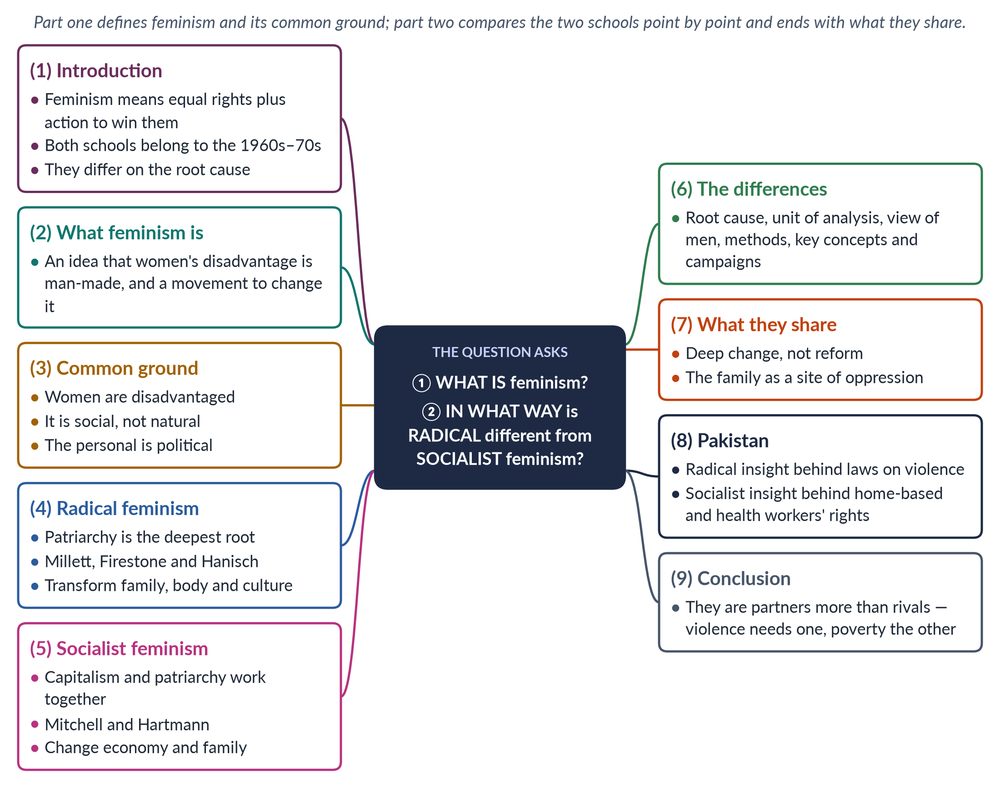 Part one defines feminism and its common ground; part two compares the two schools point by point and ends with what they share.
(1) Introduction
• Feminism means equal rights plus
action to win them
• Both schools belong to the 1960s–70s
• They differ on the root cause
(2) What feminism is
• An idea that women's disadvantage is
man-made, and a movement to change
it
(3) Common ground
• Women are disadvantaged
• It is social, not natural
• The personal is political
(4) Radical feminism
• Patriarchy is the deepest root
• Millett, Firestone and Hanisch
• Transform family, body and culture
(5) Socialist feminism
• Capitalism and patriarchy work
together
• Mitchell and Hartmann
• Change economy and family
THE QUESTION ASKS
① WHAT IS feminism?
② IN WHAT WAY is
RADICAL different from
SOCIALIST feminism?
(6) The differences
• Root cause, unit of analysis, view of
men, methods, key concepts and
campaigns
(7) What they share
• Deep change, not reform
• The family as a site of oppression
(8) Pakistan
• Radical insight behind laws on violence
• Socialist insight behind home-based
and health workers' rights
(9) Conclusion
• They are partners more than rivals —
violence needs one, poverty the other